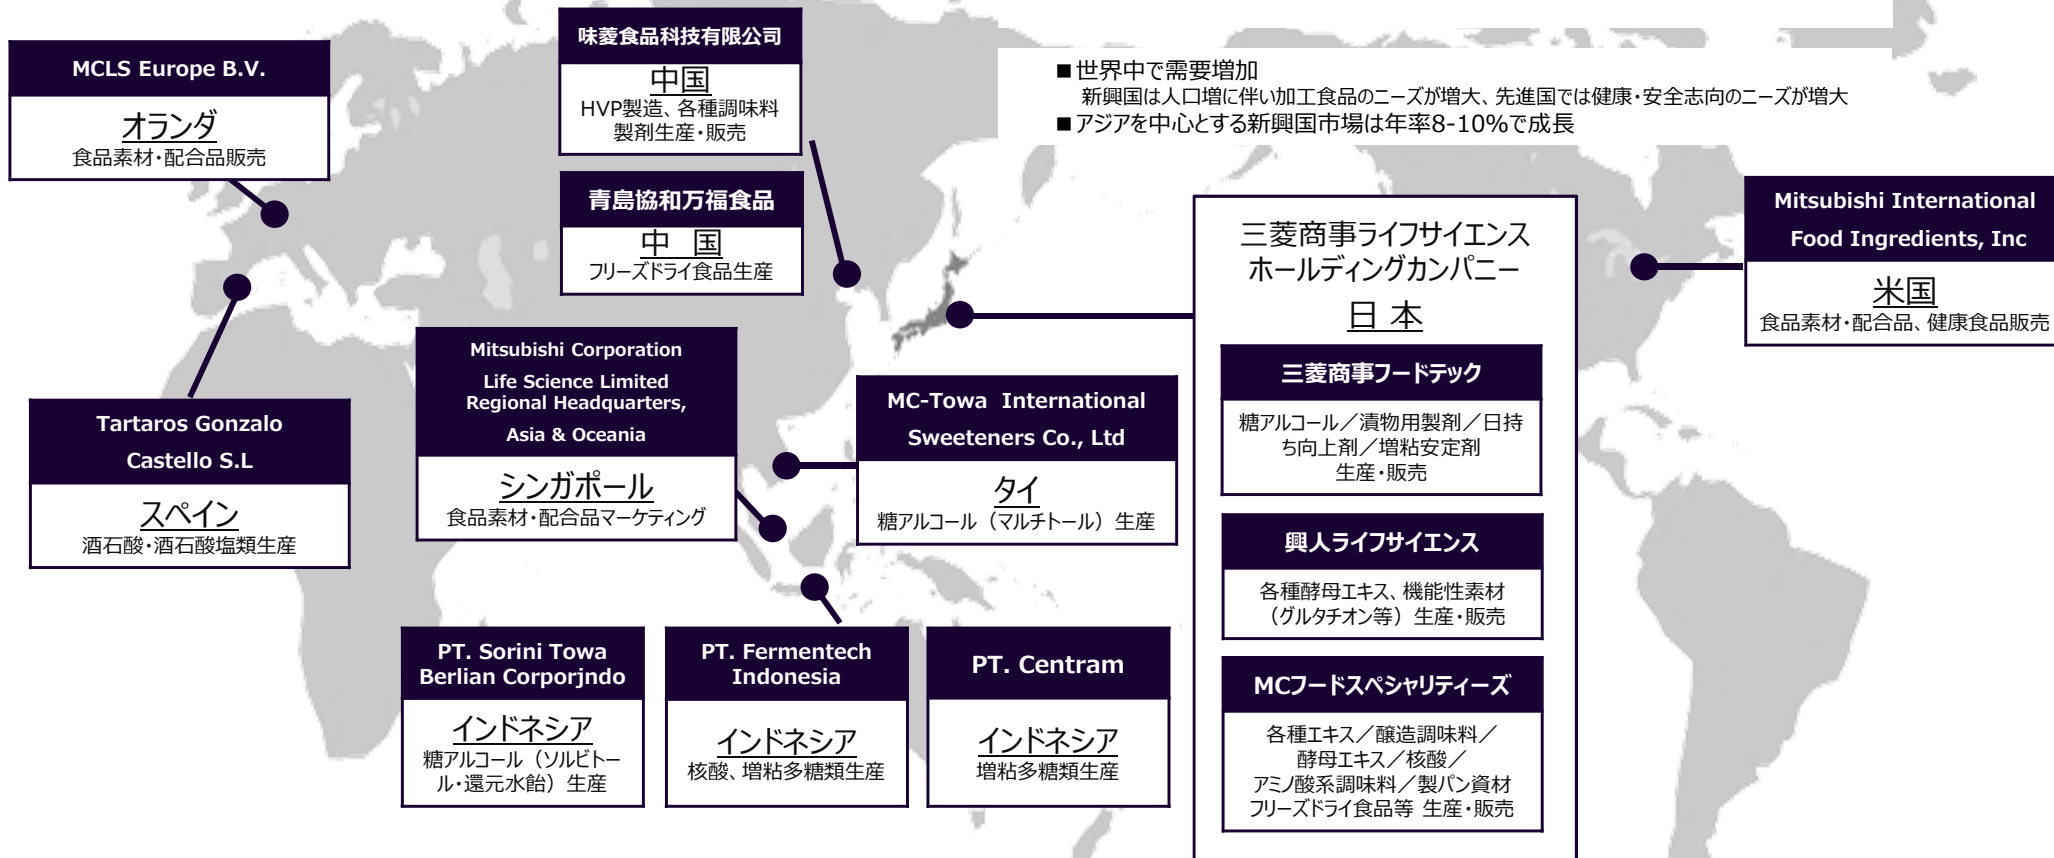 MCLS Europe B.V.
オランダ
食品素材・配合品販売
味菱食品科技有限公司
中国
HVP製造、各種調味料
製剤生産・販売
青島協和万福食品
中 国
フリーズドライ食品生産
■世界中で需要増加
新興国は人口増に伴い加工食品のニーズが増大、先進国では健康・安全志向のニーズが増大
■アジアを中心とする新興国市場は年率8-10%で成長
Mitsubishi International
Food Ingredients, Inc
米国
食品素材・配合品、健康食品販売
三菱商事ライフサイエンス
ホールディングカンパニー
日 本
三菱商事フードテック
糖アルコール／漬物用製剤／日持
ち向上剤／増粘安定剤
生産・販売
興人ライフサイエンス
各種酵母エキス、機能性素材
（グルタチオン等）生産・販売
MCフードスペシャリティーズ
各種エキス／醸造調味料／
酵母エキス／核酸／
アミノ酸系調味料／製パン資材
フリーズドライ食品等 生産・販売
Tartaros Gonzalo
Castello S.L
スペイン
酒石酸・酒石酸塩類生産
Mitsubishi Corporation
Life Science Limited
Regional Headquarters,
Asia & Oceania
シンガポール
食品素材・配合品マーケティング
MC-Towa International
Sweeteners Co., Ltd
タイ
糖アルコール（マルチトール）生産
PT. Sorini Towa
Berlian Corporjndo
インドネシア
糖アルコール（ソルビトー
ル・還元水飴）生産
PT. Fermentech
Indonesia
インドネシア
核酸、増粘多糖類生産
PT. Centram
インドネシア
増粘多糖類生産